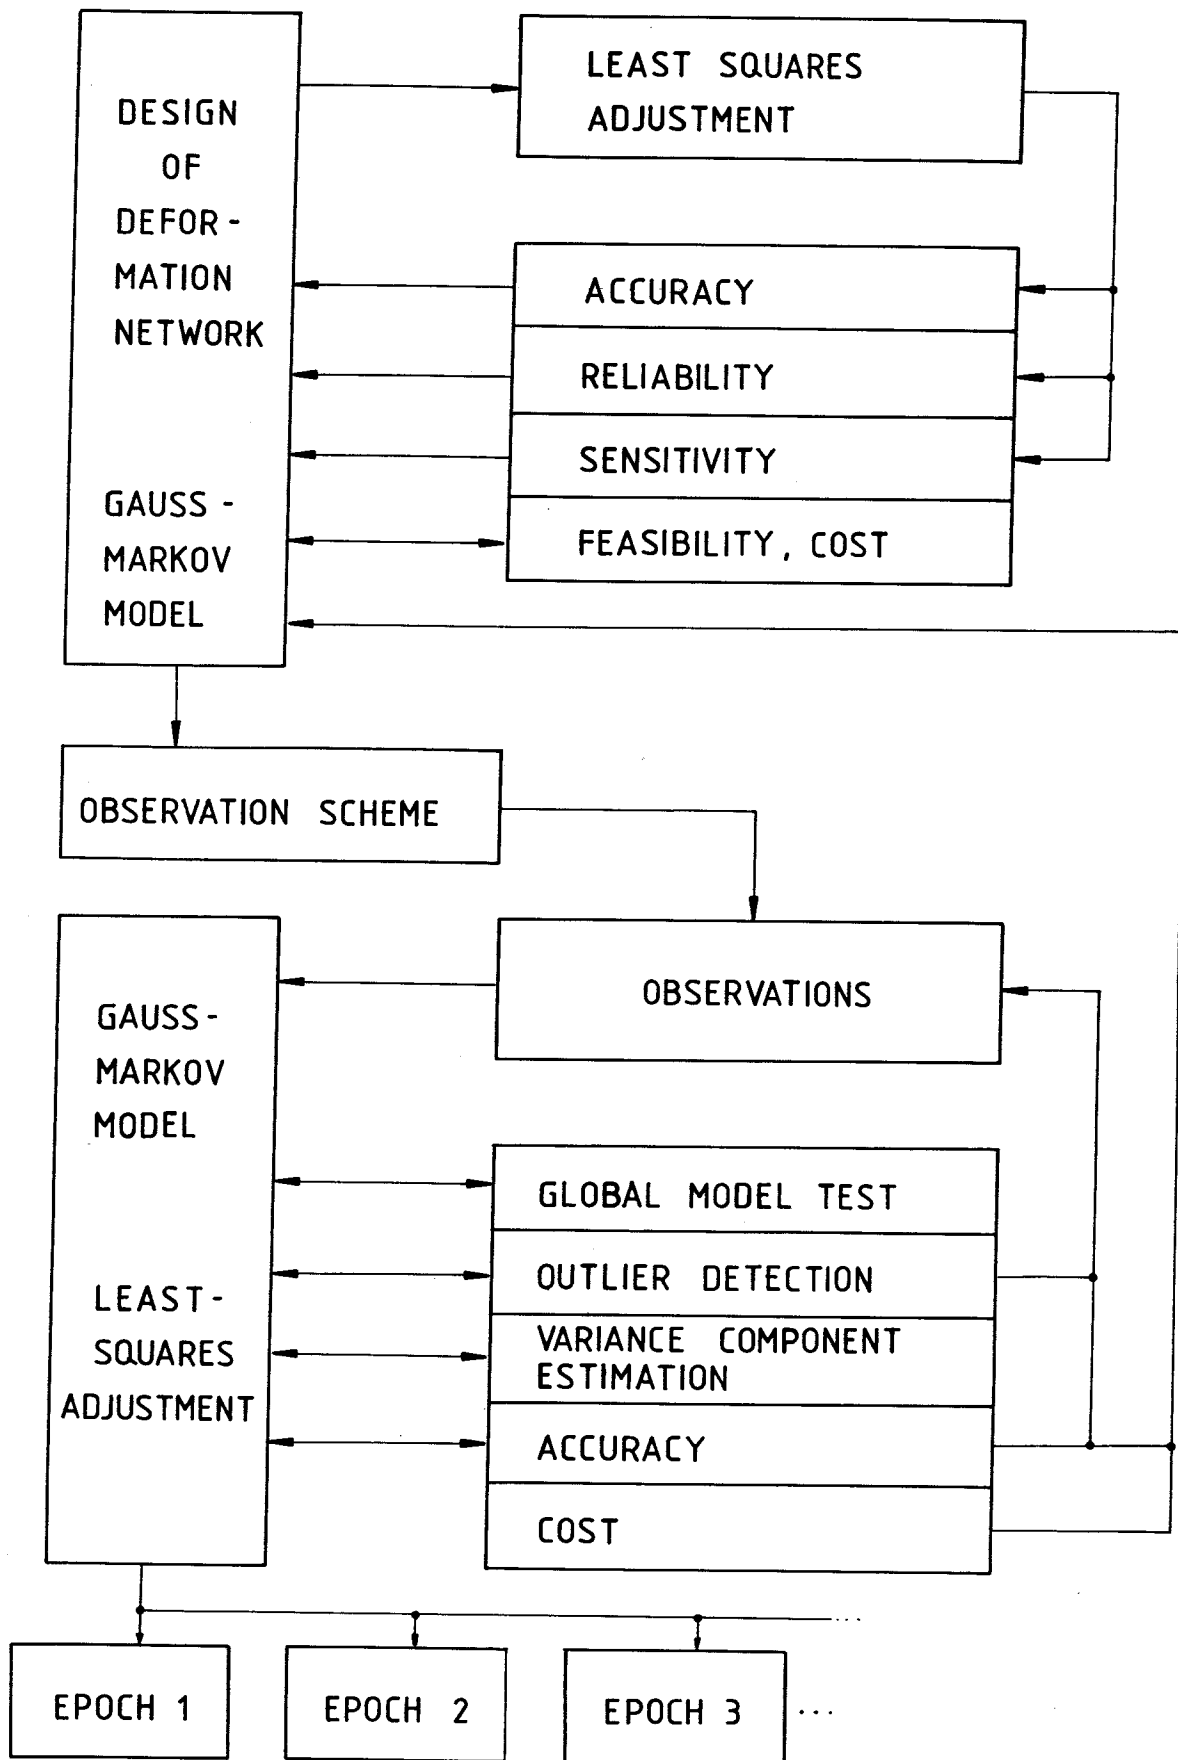 DESIGN
OF
DEFOR -
MATION
NETWORK
GAUSS -
MARKOV
MODEL
LEAST SQUARES
ADJUSTMENT
ACCURACY
RELIABILITY
SENSITIVITY
FEASIBILITY, COST
OBSERVATION SCHEME
OBSERVATIONS
GAUSS-
MARKOV
MODEL
LEAST-
SQUARES
ADJUSTMENT
GLOBAL MODEL TEST
OUTLIER DETECTION
VARIANCE COMPONENT
ESTIMATION
ACCURACY
COST
...
EPOCH 1
EPOCH 2
EPOCH 3
...